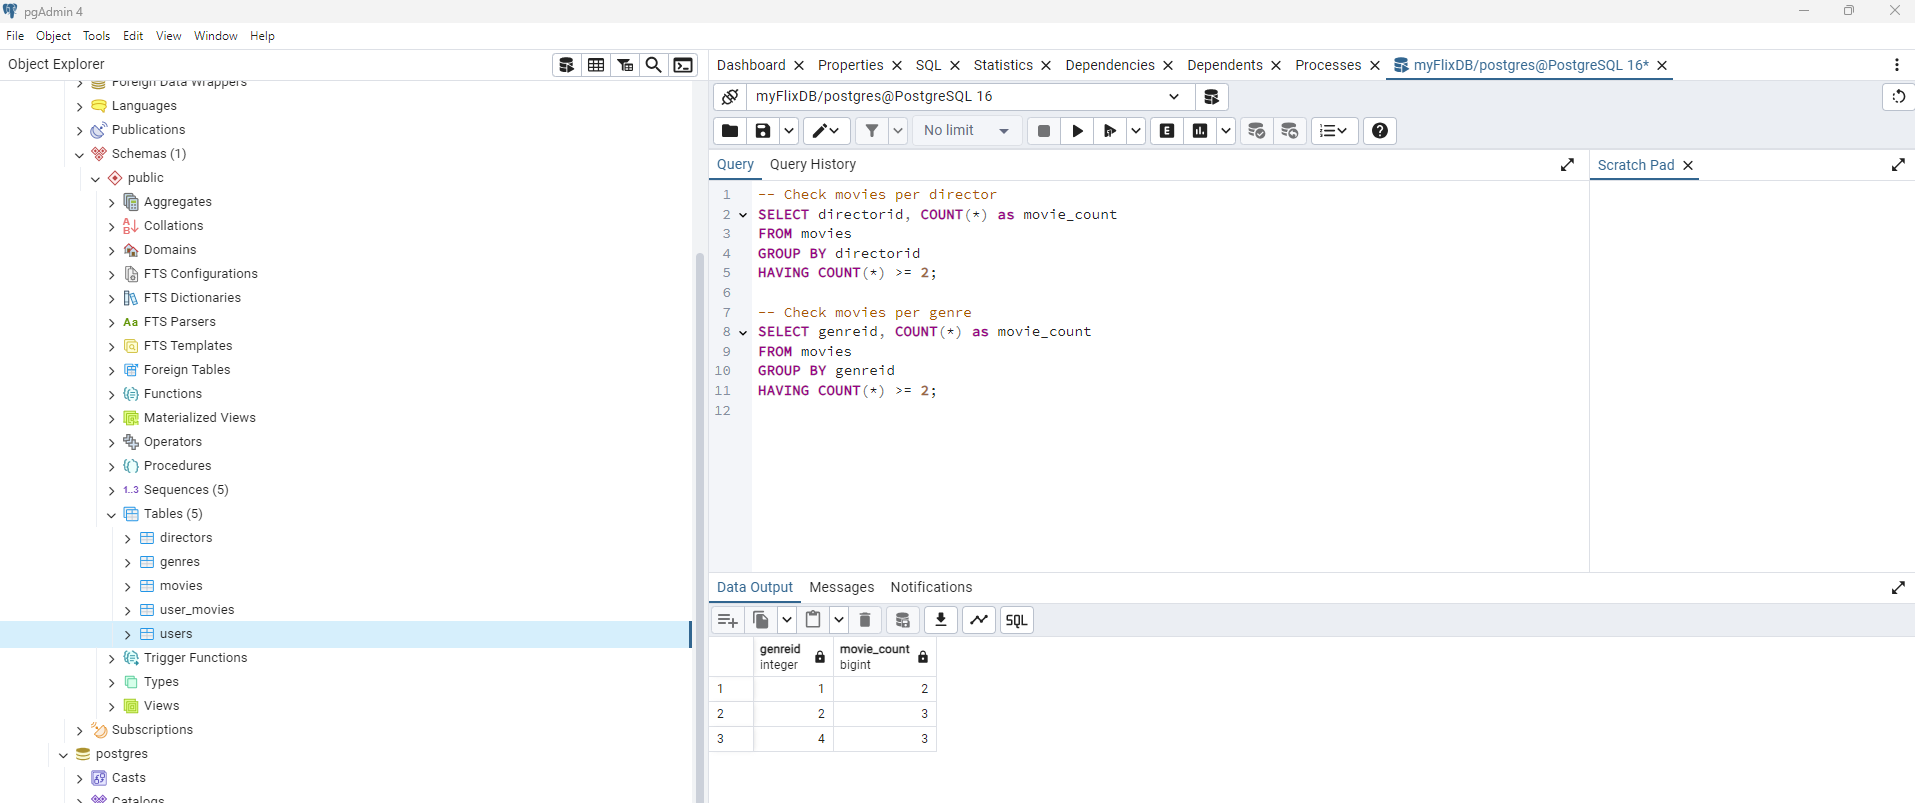 pgAdmin 4
File Object Tools Edit View Window Help
Object Explorer
Foreign Data Wrappers
Languages
Publications
Schemas (1)
public
Aggregates
Collations
Domains
FTS Configurations
FTS Dictionaries
Aa FTS Parsers
FTS Templates
Foreign Tables
Functions
Materialized Views
Operators
Procedures
1..3 Sequences (5)
Tables (5)
directors
genres
movies
user_movies
users
Trigger Functions
Types
Views
Subscriptions
postgres
Casts
Catalogs
Dashboard Properties SQL Statistics Dependencies Dependents Processes myFlixDB/postgres@PostgreSQL 16*
myFlixDB/postgres@PostgreSQL 16
No limit E
Query Query History
1 -- Check movies per director
2 SELECT directorid, COUNT(*) as movie_count
3 FROM movies
4 GROUP BY directorid
5 HAVING COUNT(*) >= 2;
6
7 -- Check movies per genre
8 SELECT genreid, COUNT(*) as movie_count
9 FROM movies
10 GROUP BY genreid
11 HAVING COUNT(*) >= 2;
12
Scratch Pad
Data Output Messages Notifications
SQL
genreid movie_count
integer bigint
1 1 2
2 2 3
3 4 3